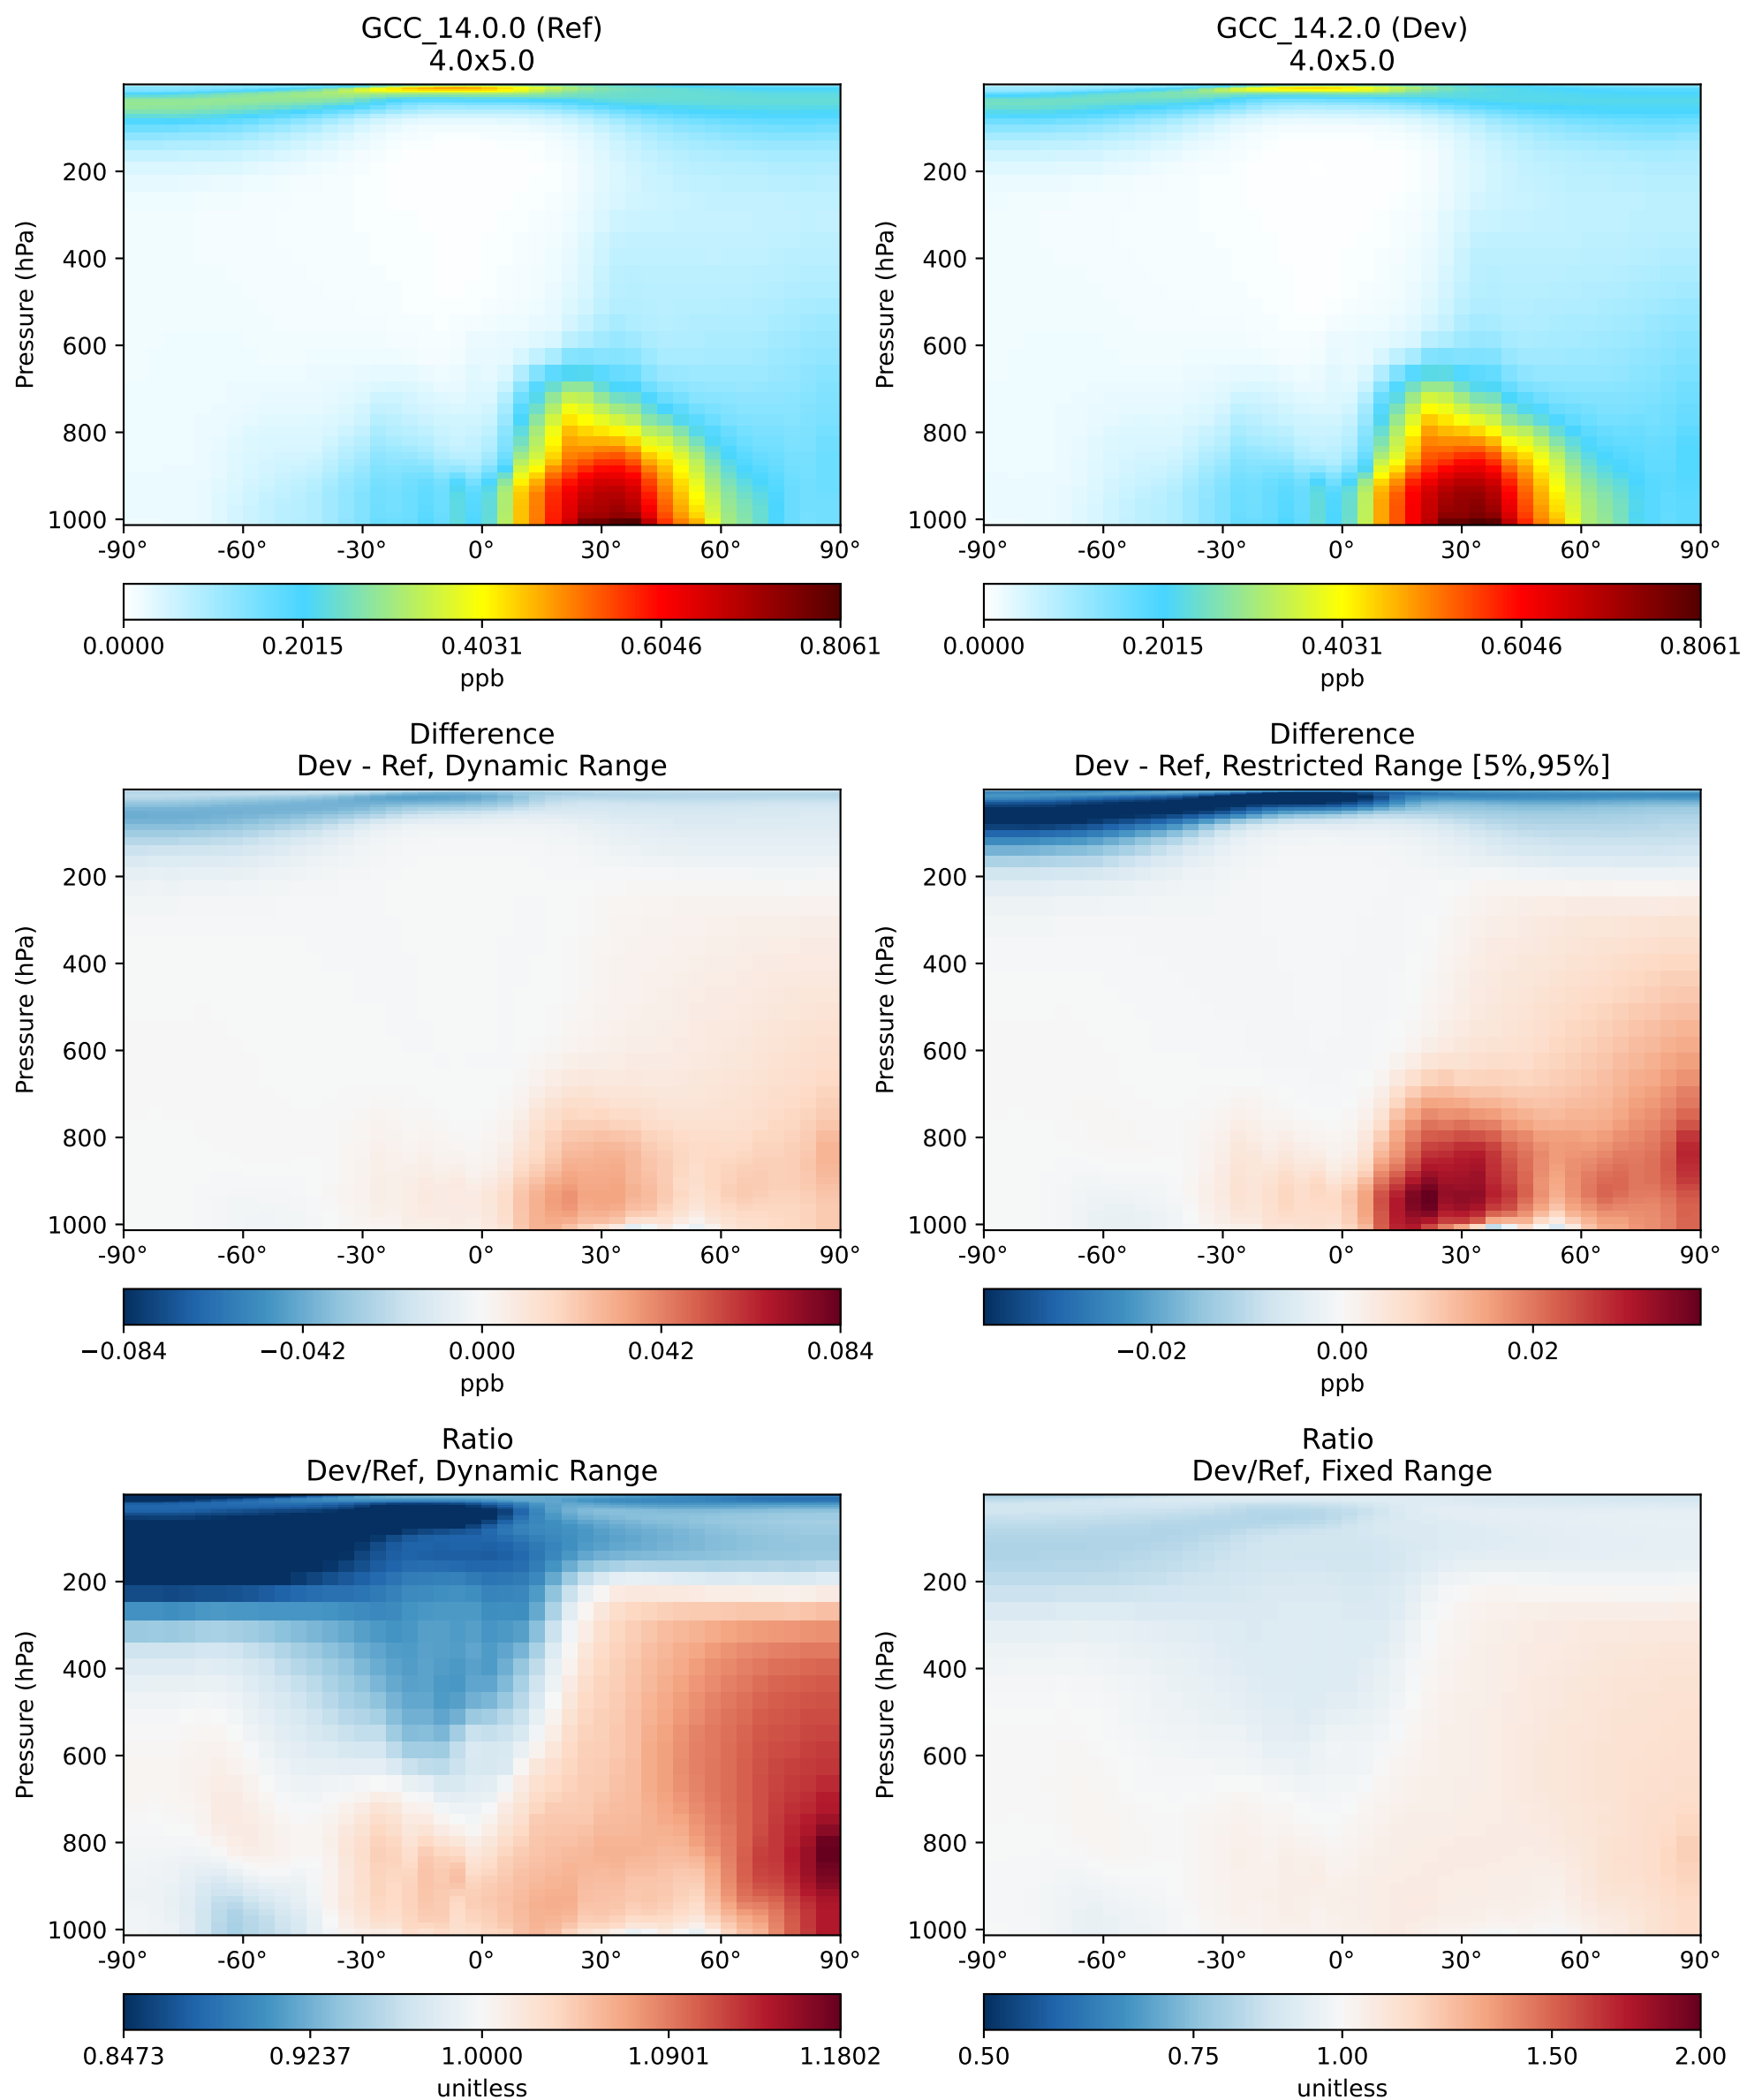 GCC_14.0.0 (Ref)
4.0x5.0
Pressure (hPa)
200
400
600
800
1000
-90° -60° -30° 0° 30° 60° 90°
0.0000 0.2015 0.4031 0.6046 0.8061
ppb
GCC_14.2.0 (Dev)
4.0x5.0
Pressure (hPa)
200
400
600
800
1000
-90° -60° -30° 0° 30° 60° 90°
0.0000 0.2015 0.4031 0.6046 0.8061
ppb
Difference
Dev - Ref, Dynamic Range
Pressure (hPa)
200
400
600
800
1000
-90° -60° -30° 0° 30° 60° 90°
−0.084 −0.042 0.000 0.042 0.084
ppb
Difference
Dev - Ref, Restricted Range [5%,95%]
Pressure (hPa)
200
400
600
800
1000
-90° -60° -30° 0° 30° 60° 90°
−0.02 0.00 0.02
ppb
Ratio
Dev/Ref, Dynamic Range
Pressure (hPa)
200
400
600
800
1000
-90° -60° -30° 0° 30° 60° 90°
0.8473 0.9237 1.0000 1.0901 1.1802
unitless
Ratio
Dev/Ref, Fixed Range
Pressure (hPa)
200
400
600
800
1000
-90° -60° -30° 0° 30° 60° 90°
0.50 0.75 1.00 1.50 2.00
unitless